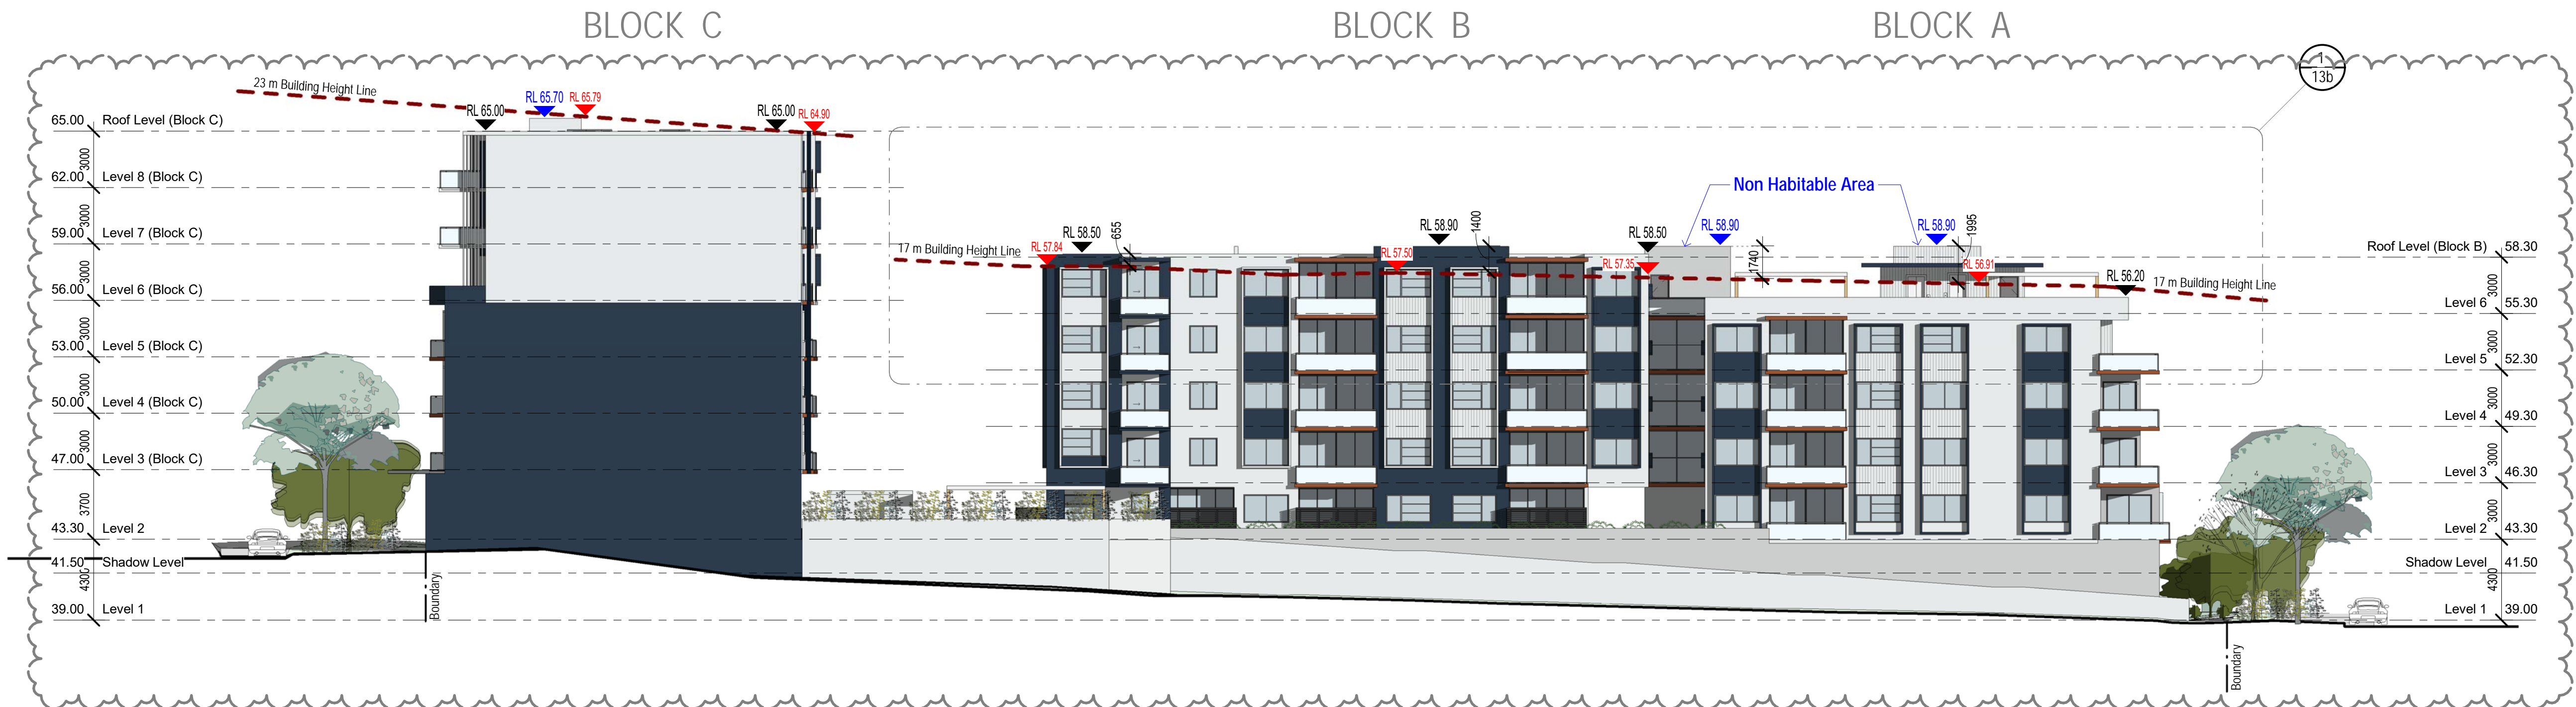 BLOCK C
BLOCK B
BLOCK A
1
13b
23 m Building Height Line
RL 65.00
RL 65.70
RL 65.79
RL 65.00
RL 64.90
65.00 Roof Level (Block C)
3000
62.00 Level 8 (Block C)
3000
59.00 Level 7 (Block C)
3000
56.00 Level 6 (Block C)
3000
53.00 Level 5 (Block C)
3000
50.00 Level 4 (Block C)
3000
47.00 Level 3 (Block C)
3700
43.30 Level 2
41.50 Shadow Level
4300
39.00 Level 1
Boundary
17 m Building Height Line
RL 57.84
RL 58.50
655
RL 57.50
RL 58.90
1400
RL 58.50
RL 57.35
Non Habitable Area
RL 58.90
1740
RL 58.90
1995
RL 56.91
RL 56.20
17 m Building Height Line
Roof Level (Block B) 58.30
3000
Level 6 55.30
3000
Level 5 52.30
3000
Level 4 49.30
3000
Level 3 46.30
3000
Level 2 43.30
Shadow Level 41.50
4300
Level 1 39.00
Boundary